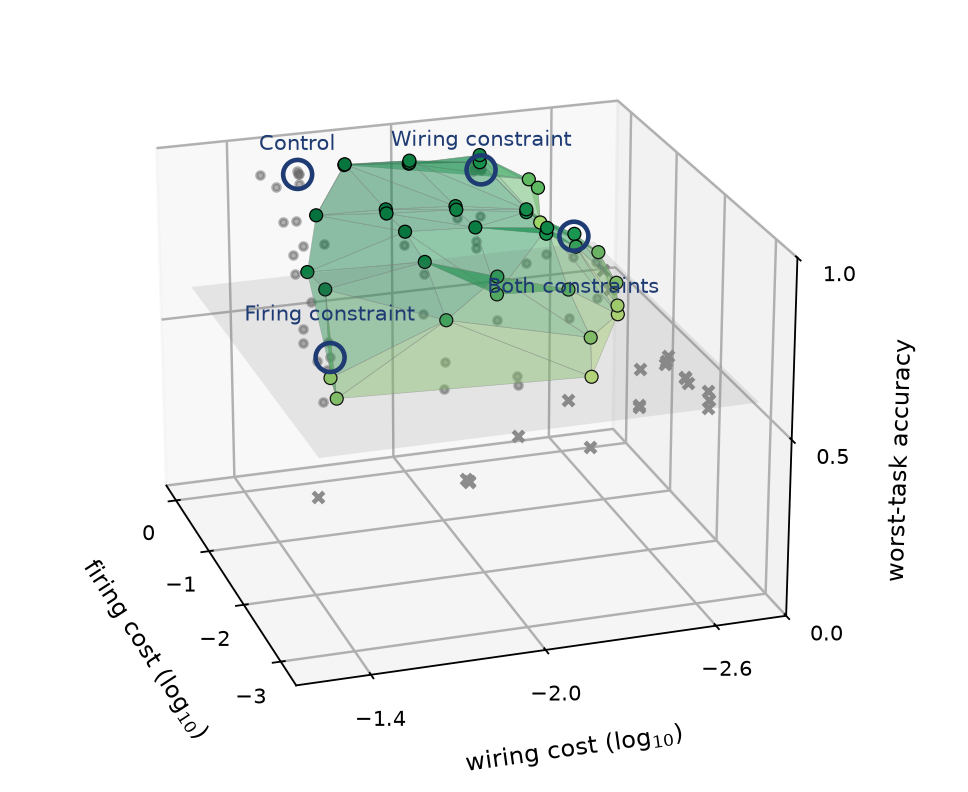 Control
Wiring constraint
Both constraints
Firing constraint
1.0
0.5
0.0
worst-task accuracy
0
−1
−2
−3
firing cost (log₁₀)
−1.4
−2.0
−2.6
wiring cost (log₁₀)